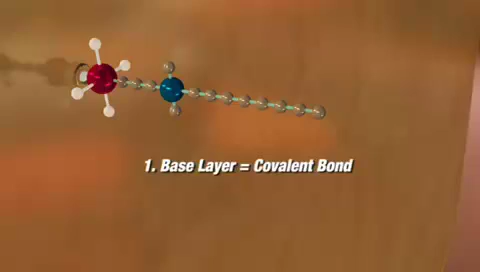 1. Base Layer = Covalent Bond